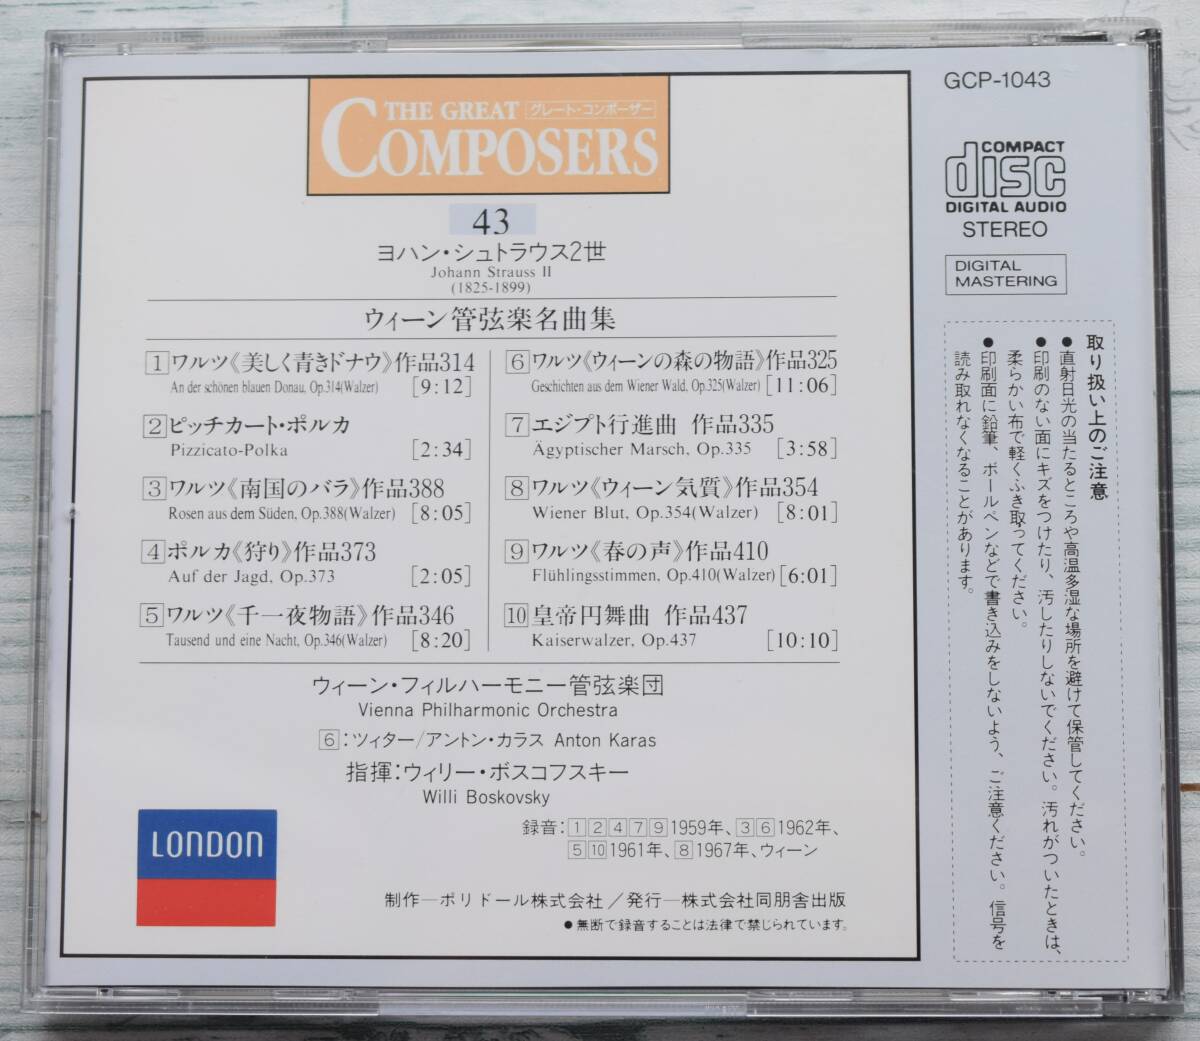 THE GREAT グレート・コンポーザー
COMPOSERS
43
ヨハン・シュトラウス2世
Johann Strauss II
(1825-1899)
ウィーン管弦楽名曲集
1 ワルツ《美しく青きドナウ》作品314
An der schönen blauen Donau, Op.314(Walzer) [9:12]
2 ピッチカート・ポルカ
Pizzicato-Polka [2:34]
3 ワルツ《南国のバラ》作品388
Rosen aus dem Süden, Op.388(Walzer) [8:05]
4 ポルカ《狩り》作品373
Auf der Jagd, Op.373 [2:05]
5 ワルツ《千一夜物語》作品346
Tausend und eine Nacht, Op.346(Walzer) [8:20]
6 ワルツ《ウィーンの森の物語》作品325
Geschichten aus dem Wiener Wald, Op.325(Walzer) [11:06]
7 エジプト行進曲 作品335
Ägyptischer Marsch, Op.335 [3:58]
8 ワルツ《ウィーン気質》作品354
Wiener Blut, Op.354(Walzer) [8:01]
9 ワルツ《春の声》作品410
Flühlingsstimmen, Op.410(Walzer) [6:01]
10 皇帝円舞曲 作品437
Kaiserwalzer, Op.437 [10:10]
ウィーン・フィルハーモニー管弦楽団
Vienna Philharmonic Orchestra
6:ツィター/アントン・カラス Anton Karas
指揮:ウィリー・ボスコフスキー
Willi Boskovsky
録音:1 2 4 7 9 1959年、3 6 1962年、
5 10 1961年、8 1967年、ウィーン
LONDON
制作―ポリドール株式会社/発行―株式会社同朋舎出版
●無断で録音することは法律で禁じられています。
GCP-1043
COMPACT
disc
DIGITAL AUDIO
STEREO
DIGITAL
MASTERING
取り扱い上のご注意
●直射日光の当たるところや高温多湿な場所を避けて保管してください。
●印刷のない面にキズをつけたり、汚したりしないでください。汚れがついたときは、
柔らかい布で軽くふき取ってください。
●印刷面に鉛筆、ボールペンなどで書き込みをしないよう、ご注意ください。信号を
読み取れなくなることがあります。